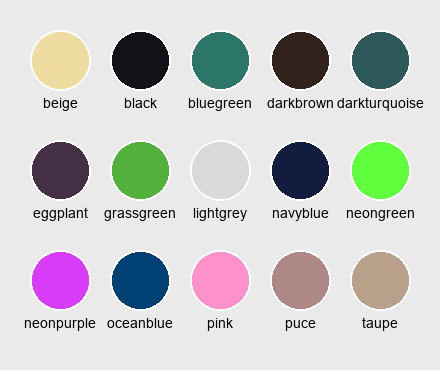 beige black bluegreen darkbrown darkturquoise
eggplant grassgreen lightgrey navyblue neongreen
neonpurple oceanblue pink puce taupe